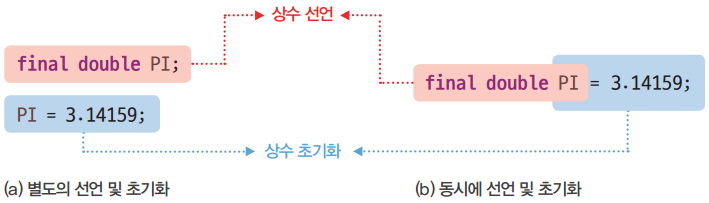 상수 선언
final double PI;
final double PI = 3.14159;
PI = 3.14159;
상수 초기화
(a) 별도의 선언 및 초기화
(b) 동시에 선언 및 초기화